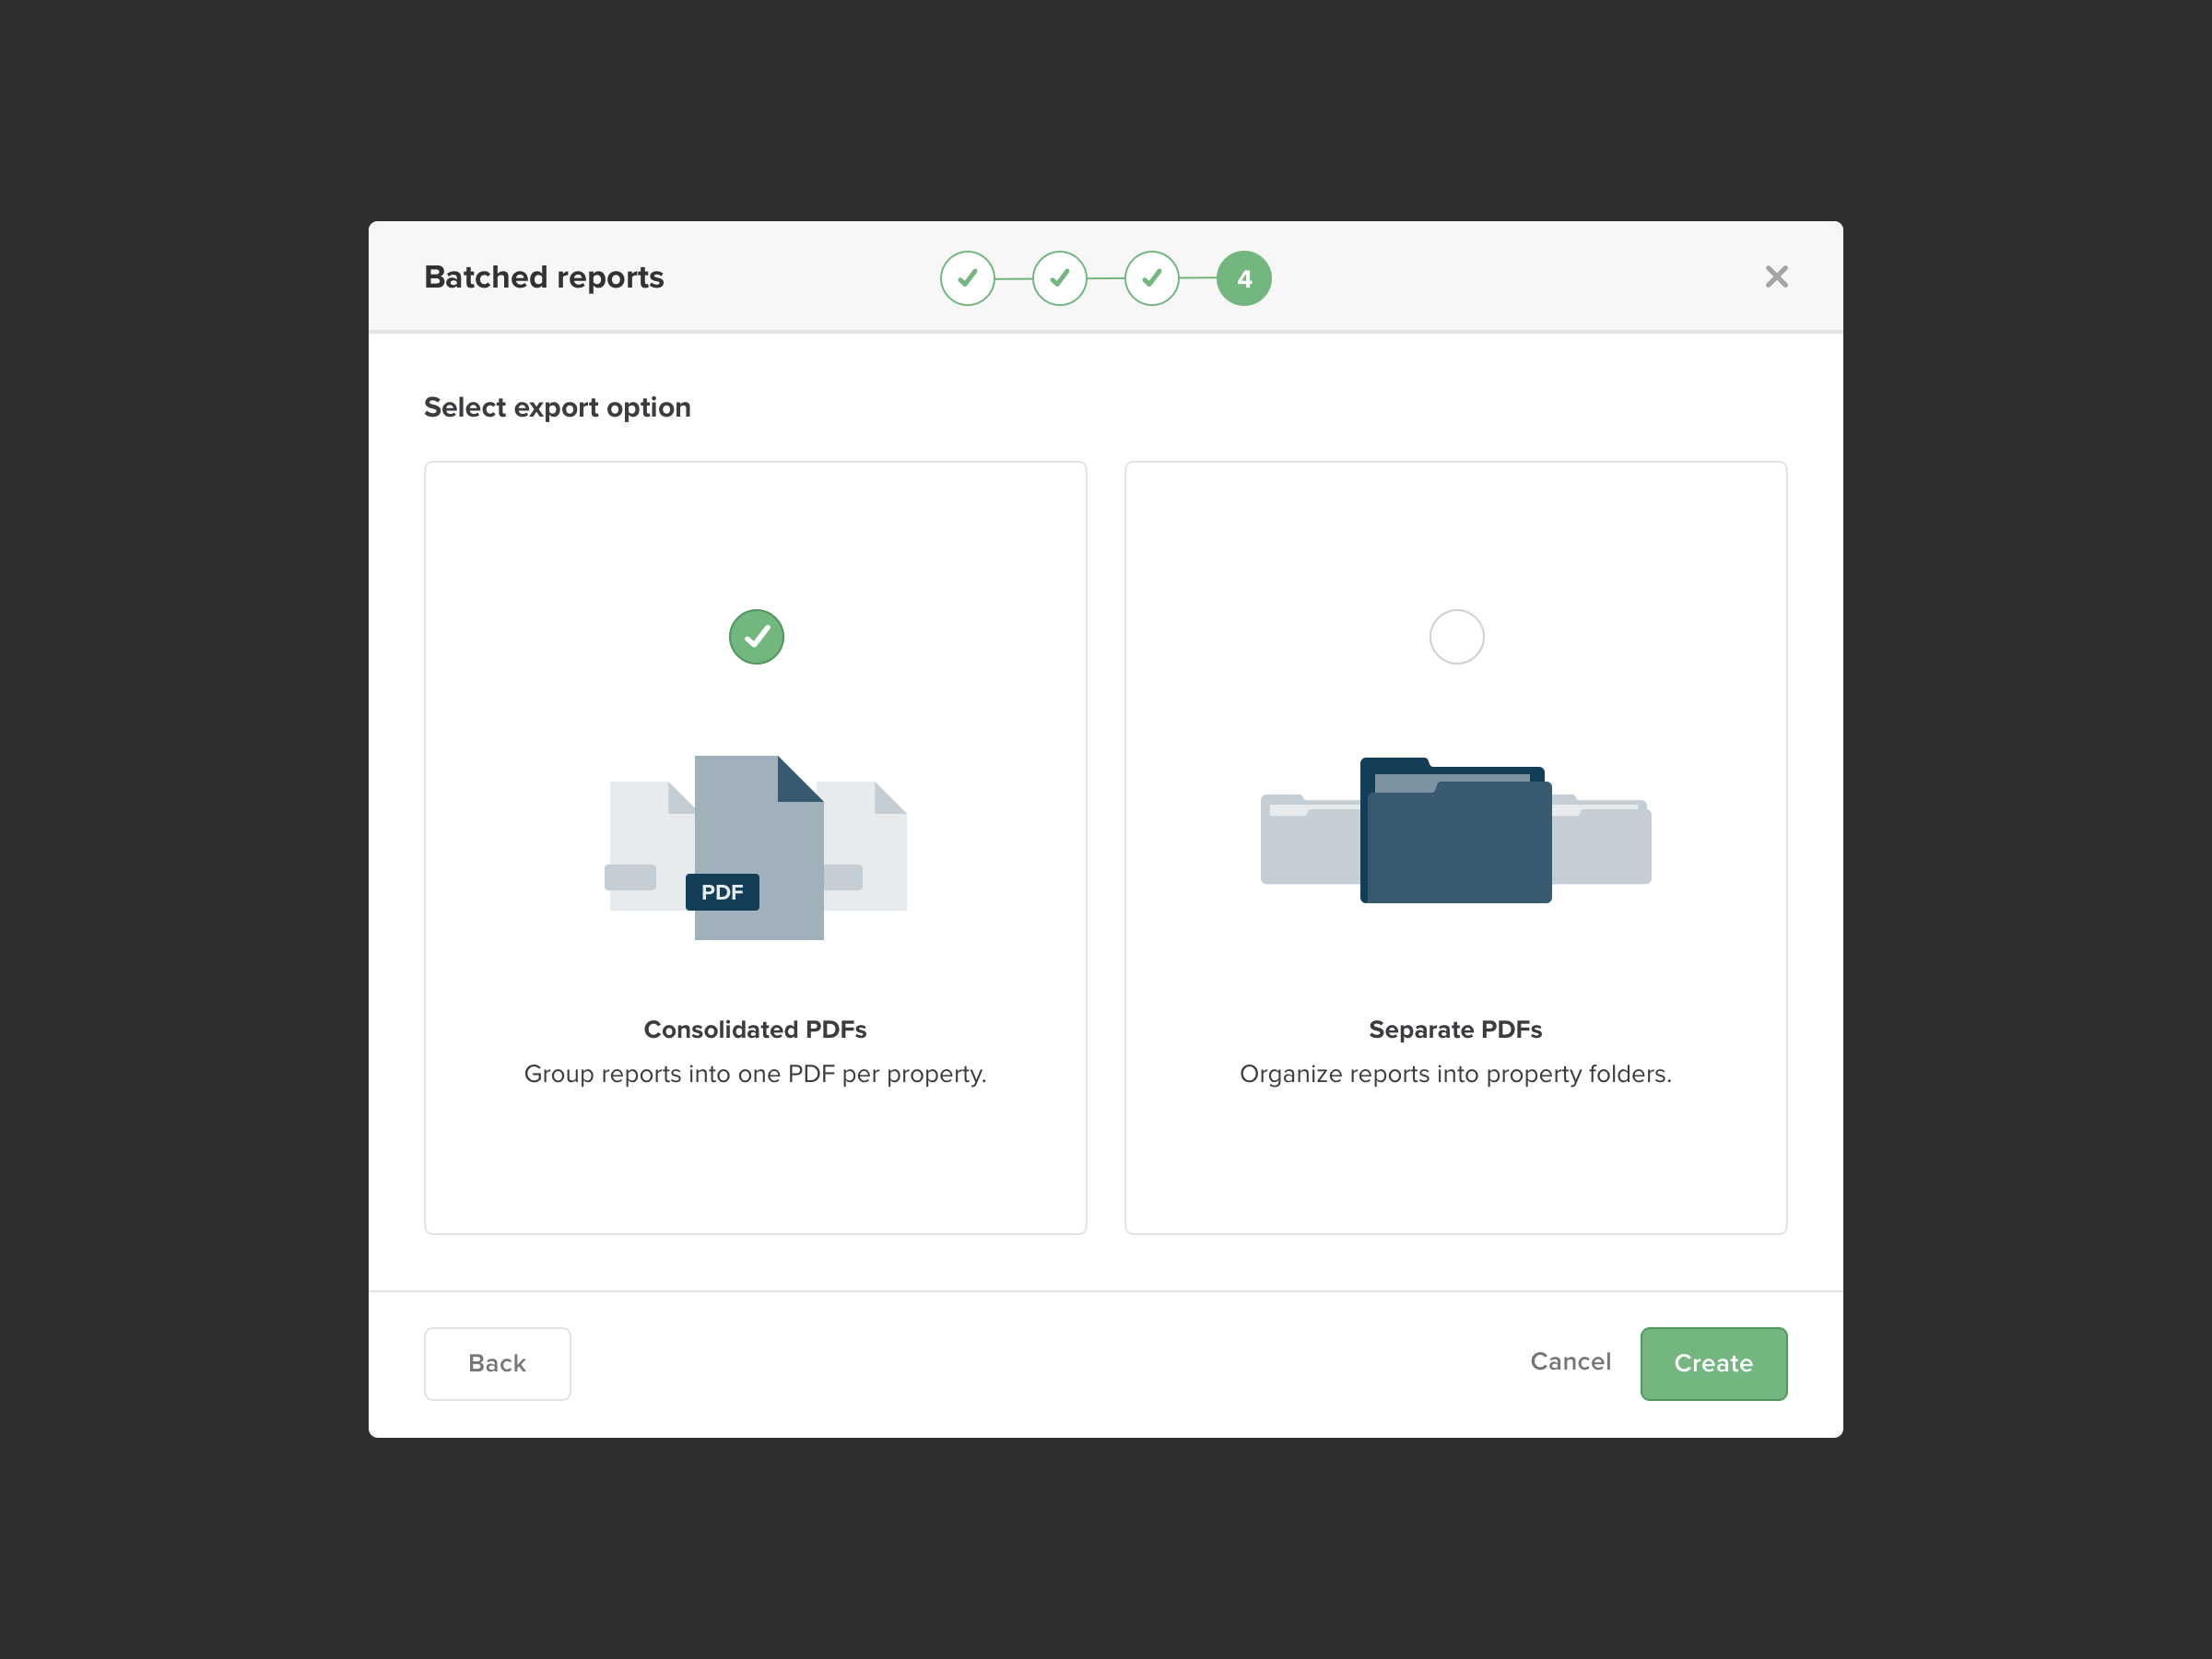 Batched reports
4
Select export option
PDF
Consolidated PDFs
Group reports into one PDF per property.
Separate PDFs
Organize reports into property folders.
Back
Cancel
Create